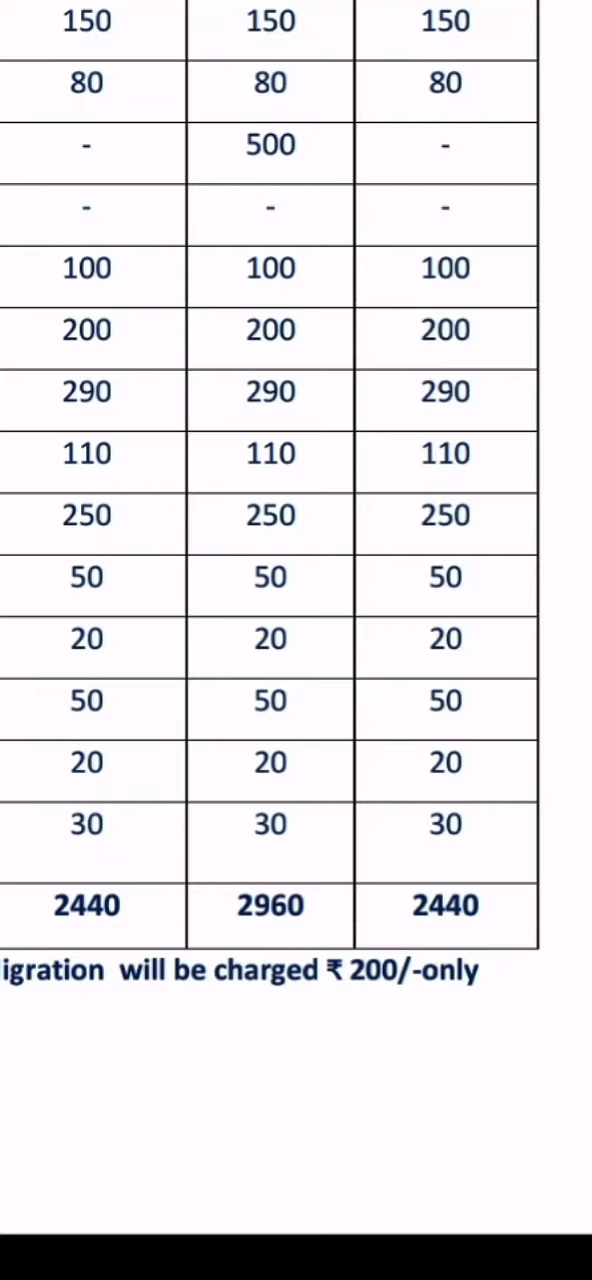 150 150 150
80 80 80
- 500 -
- - -
100 100 100
200 200 200
290 290 290
110 110 110
250 250 250
50 50 50
20 20 20
50 50 50
20 20 20
30 30 30
2440 2960 2440
igration will be charged ₹ 200/-only